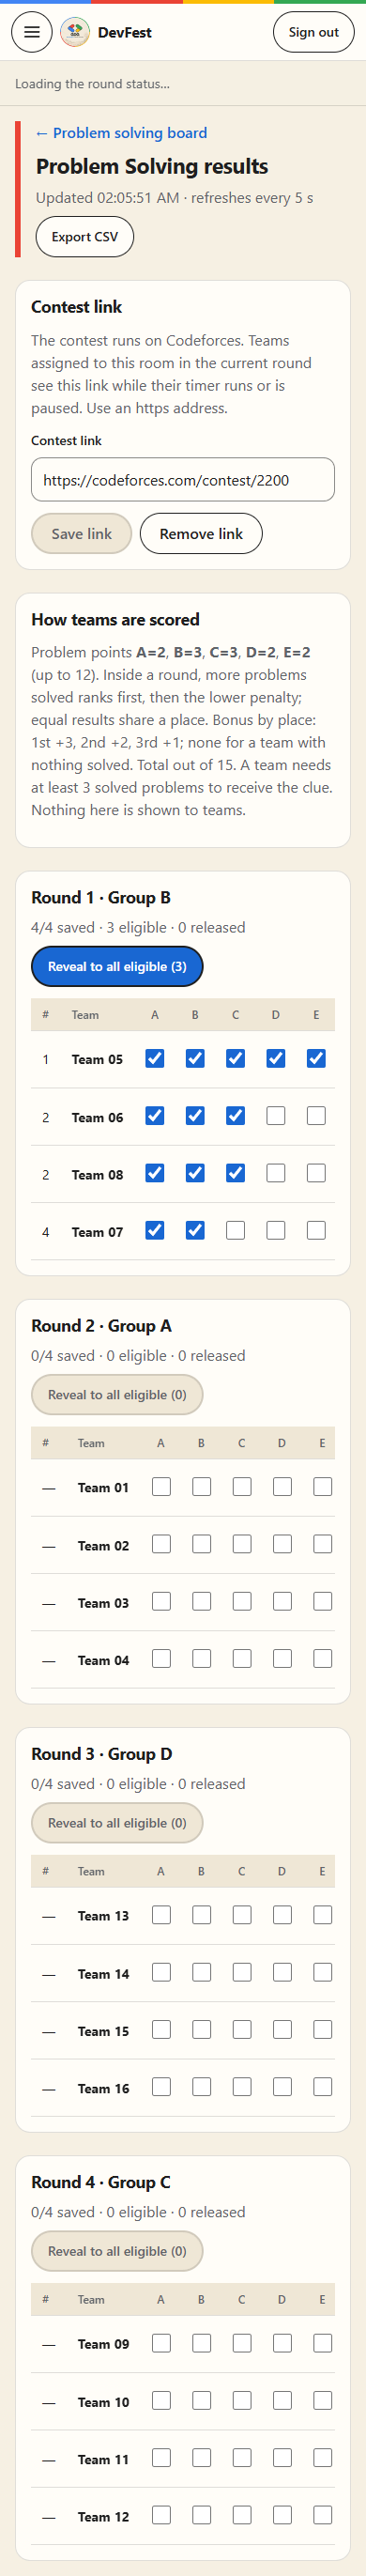 DevFest
Sign out
Loading the round status...
← Problem solving board
Problem Solving results
Updated 02:05:51 AM · refreshes every 5 s
Export CSV
Contest link
The contest runs on Codeforces. Teams
assigned to this room in the current round
see this link while their timer runs or is
paused. Use an https address.
Contest link
https://codeforces.com/contest/2200
Save link Remove link
How teams are scored
Problem points A=2, B=3, C=3, D=2, E=2
(up to 12). Inside a round, more problems
solved ranks first, then the lower penalty;
equal results share a place. Bonus by place:
1st +3, 2nd +2, 3rd +1; none for a team with
nothing solved. Total out of 15. A team needs
at least 3 solved problems to receive the clue.
Nothing here is shown to teams.
Round 1 · Group B
4/4 saved · 3 eligible · 0 released
Reveal to all eligible (3)
# Team A B C D E
1 Team 05
2 Team 06
2 Team 08
4 Team 07
Round 2 · Group A
0/4 saved · 0 eligible · 0 released
Reveal to all eligible (0)
# Team A B C D E
— Team 01
— Team 02
— Team 03
— Team 04
Round 3 · Group D
0/4 saved · 0 eligible · 0 released
Reveal to all eligible (0)
# Team A B C D E
— Team 13
— Team 14
— Team 15
— Team 16
Round 4 · Group C
0/4 saved · 0 eligible · 0 released
Reveal to all eligible (0)
# Team A B C D E
— Team 09
— Team 10
— Team 11
— Team 12